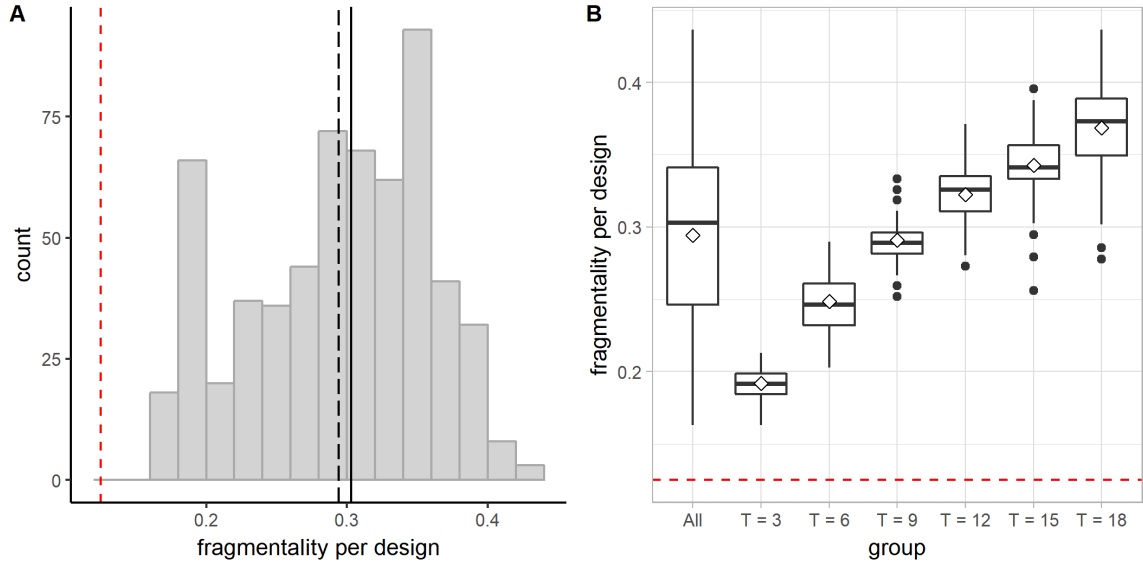 A
count
75
50
25
0
0.2 0.3 0.4
fragmentality per design
B
fragmentality per design
0.4
0.3
0.2
All T = 3 T = 6 T = 9 T = 12 T = 15 T = 18
group